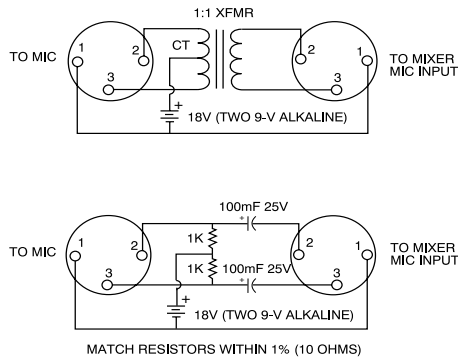 1:1 XFMR
TO MIC
1
2
3
CT
+
18V (TWO 9-V ALKALINE)
2
1
3
TO MIXER
MIC INPUT
100mF 25V
+
TO MIC
1
2
3
1K
1K
100mF 25V
+
+
18V (TWO 9-V ALKALINE)
2
1
3
TO MIXER
MIC INPUT
MATCH RESISTORS WITHIN 1% (10 OHMS)